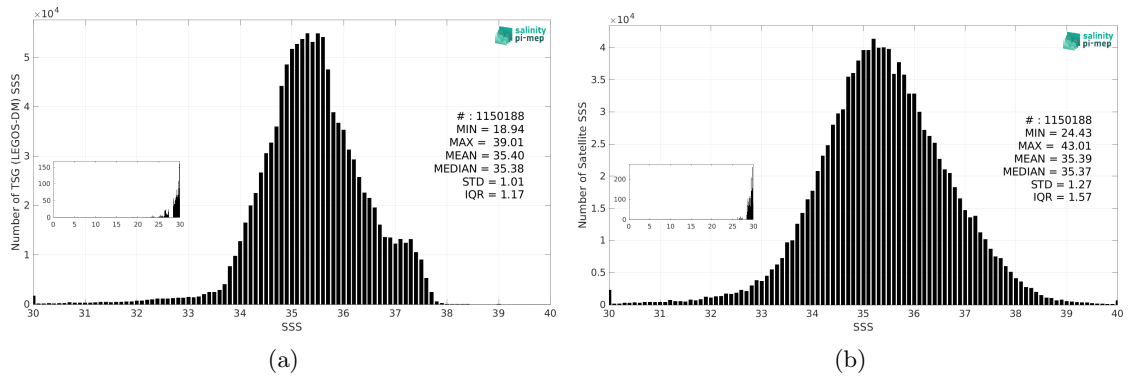 ×10⁴
salinity
pi-mep
Number of TSG (LEGOS-DM) SSS
# : 1150188
MIN = 18.94
MAX = 39.01
MEAN = 35.40
MEDIAN = 35.38
STD = 1.01
IQR = 1.17
5
4
3
2
1
0
150
100
50
0
0 5 10 15 20 25 30
30 31 32 33 34 35 36 37 38 39 40
SSS
(a)
×10⁴
salinity
pi-mep
Number of Satellite SSS
# : 1150188
MIN = 24.43
MAX = 43.01
MEAN = 35.39
MEDIAN = 35.37
STD = 1.27
IQR = 1.57
4
3.5
3
2.5
2
1.5
1
0.5
0
200
100
0
0 5 10 15 20 25 30
30 31 32 33 34 35 36 37 38 39 40
SSS
(b)